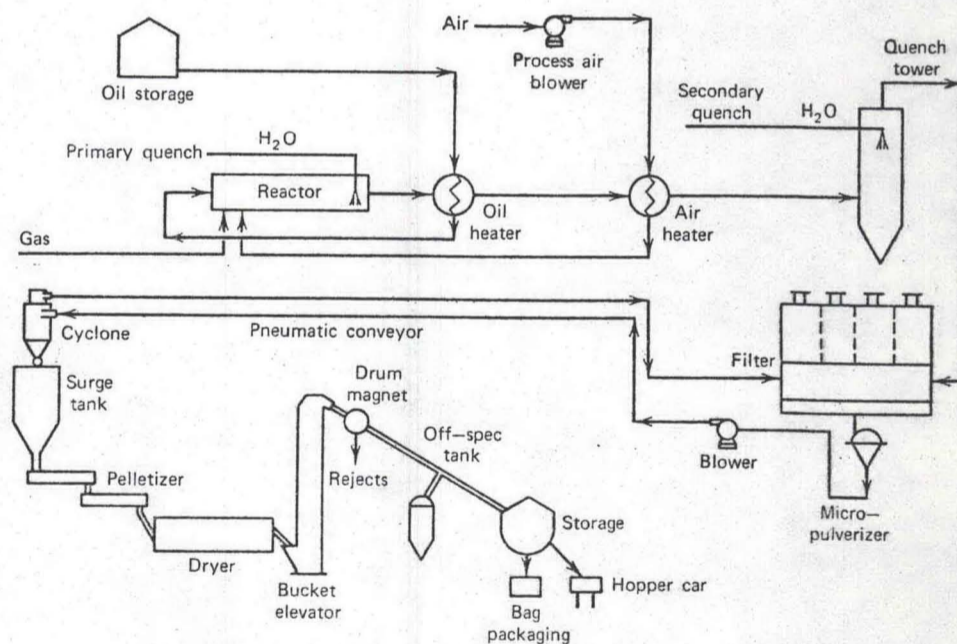 Air
Process air
blower
Quench
tower
Oil storage
Secondary
quench
H₂O
H₂O
Primary quench
Reactor
Oil
heater
Air
heater
Gas
Cyclone
Pneumatic conveyor
Filter
Surge
tank
Drum
magnet
Off—spec
tank
Blower
Pelletizer
Rejects
Storage
Micro—
pulverizer
Dryer
Bucket
elevator
Hopper car
Bag
packaging